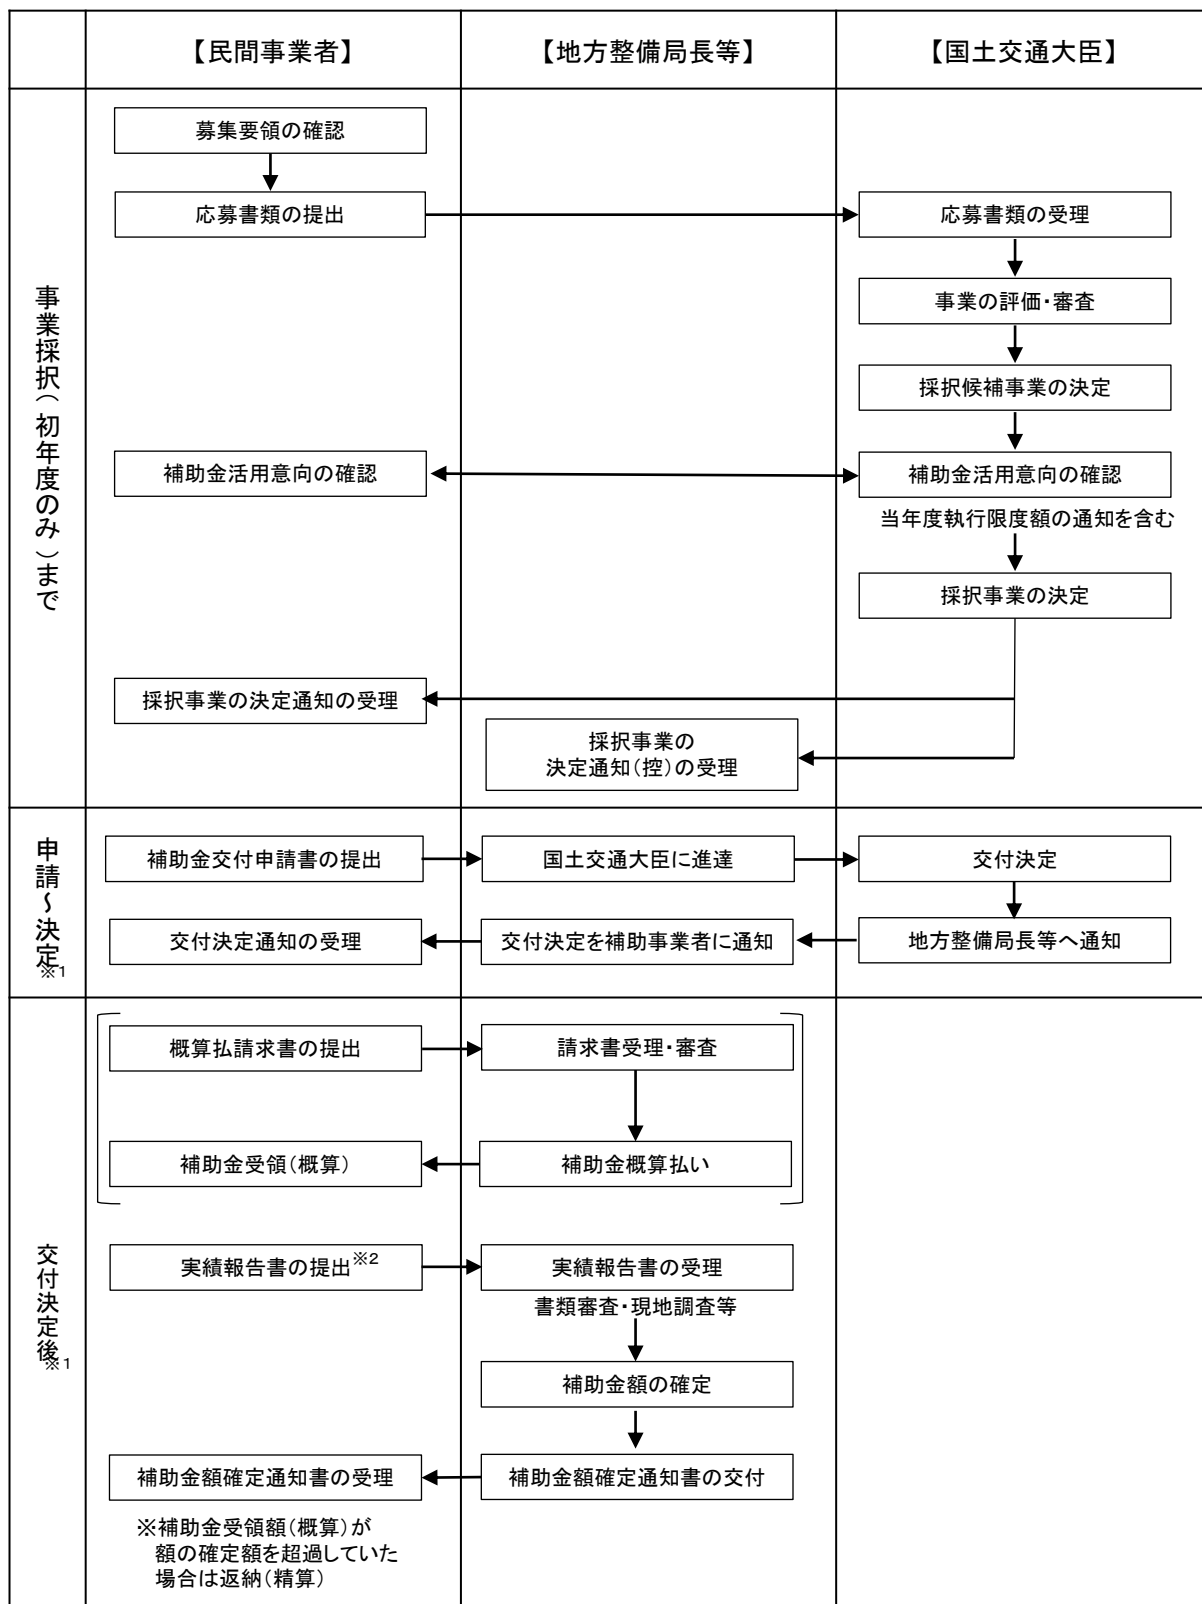 【民間事業者】
【地方整備局長等】
【国土交通大臣】
事業採択（初年度のみ）まで
募集要領の確認
応募書類の提出
応募書類の受理
事業の評価・審査
採択候補事業の決定
補助金活用意向の確認
補助金活用意向の確認
当年度執行限度額の通知を含む
採択事業の決定
採択事業の決定通知の受理
採択事業の
決定通知（控）の受理
申請～決定※1
補助金交付申請書の提出
国土交通大臣に進達
交付決定
交付決定通知の受理
交付決定を補助事業者に通知
地方整備局長等へ通知
交付決定後※1
概算払請求書の提出
請求書受理・審査
補助金受領（概算）
補助金概算払い
実績報告書の提出※2
実績報告書の受理
書類審査・現地調査等
補助金額の確定
補助金額確定通知書の受理
補助金額確定通知書の交付
※補助金受領額（概算）が
額の確定額を超過していた
場合は返納（精算）